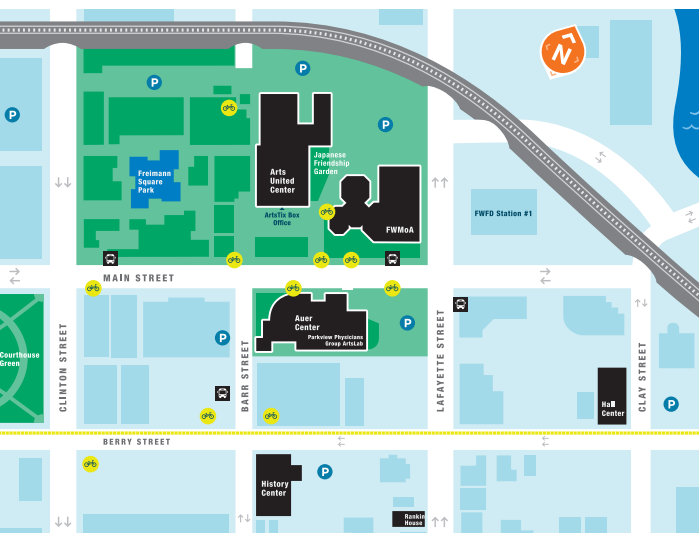 P
P
N
P
P
Arts
United
Center
Japanese
Friendship
Garden
Freimann
Square
Park
ArtsTix Box
Office
FWMoA
FWFD Station #1
MAIN STREET
Courthouse
Green
CLINTON STREET
P
BARR STREET
Auer
Center
Parkview Physicians
Group ArtsLab
P
LAFAYETTE STREET
CLAY STREET
Hall
Center
P
BERRY STREET
History
Center
P
Rankin
House